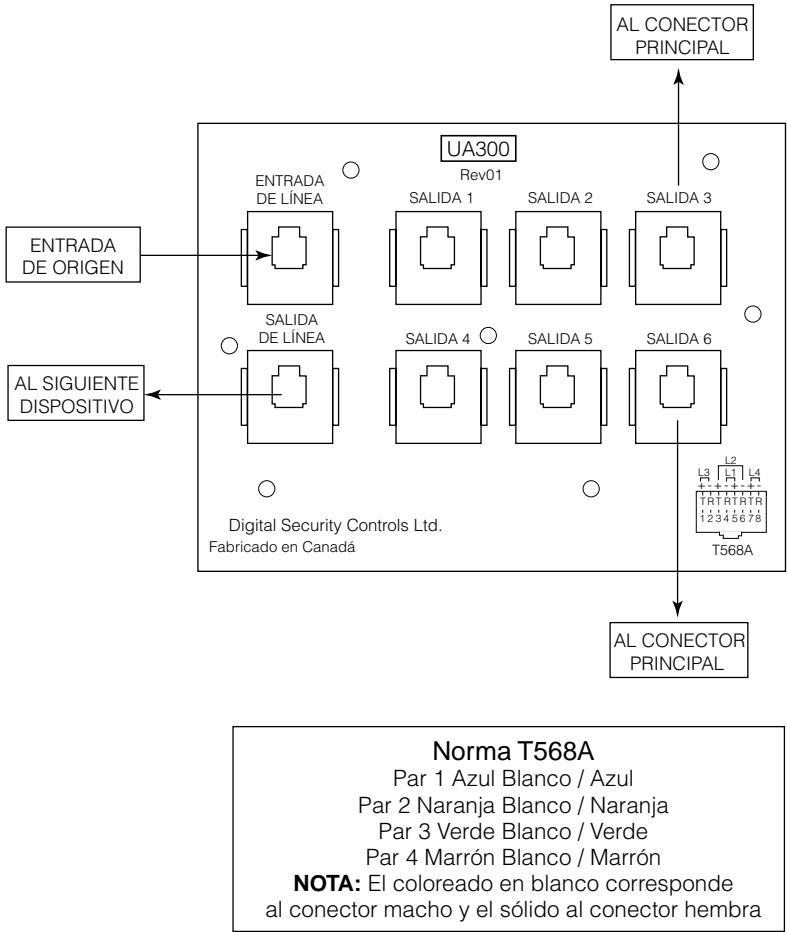 AL CONECTOR
PRINCIPAL
UA300
Rev01
ENTRADA
DE LÍNEA
SALIDA 1
SALIDA 2
SALIDA 3
ENTRADA
DE ORIGEN
SALIDA
DE LÍNEA
SALIDA 4
SALIDA 5
SALIDA 6
AL SIGUIENTE
DISPOSITIVO
L2
L3 L1 L4
+ - + - + - + -
T R T R T R T R
1 2 3 4 5 6 7 8
T568A
Digital Security Controls Ltd.
Fabricado en Canadá
AL CONECTOR
PRINCIPAL
Norma T568A
Par 1 Azul Blanco / Azul
Par 2 Naranja Blanco / Naranja
Par 3 Verde Blanco / Verde
Par 4 Marrón Blanco / Marrón
NOTA: El coloreado en blanco corresponde
al conector macho y el sólido al conector hembra